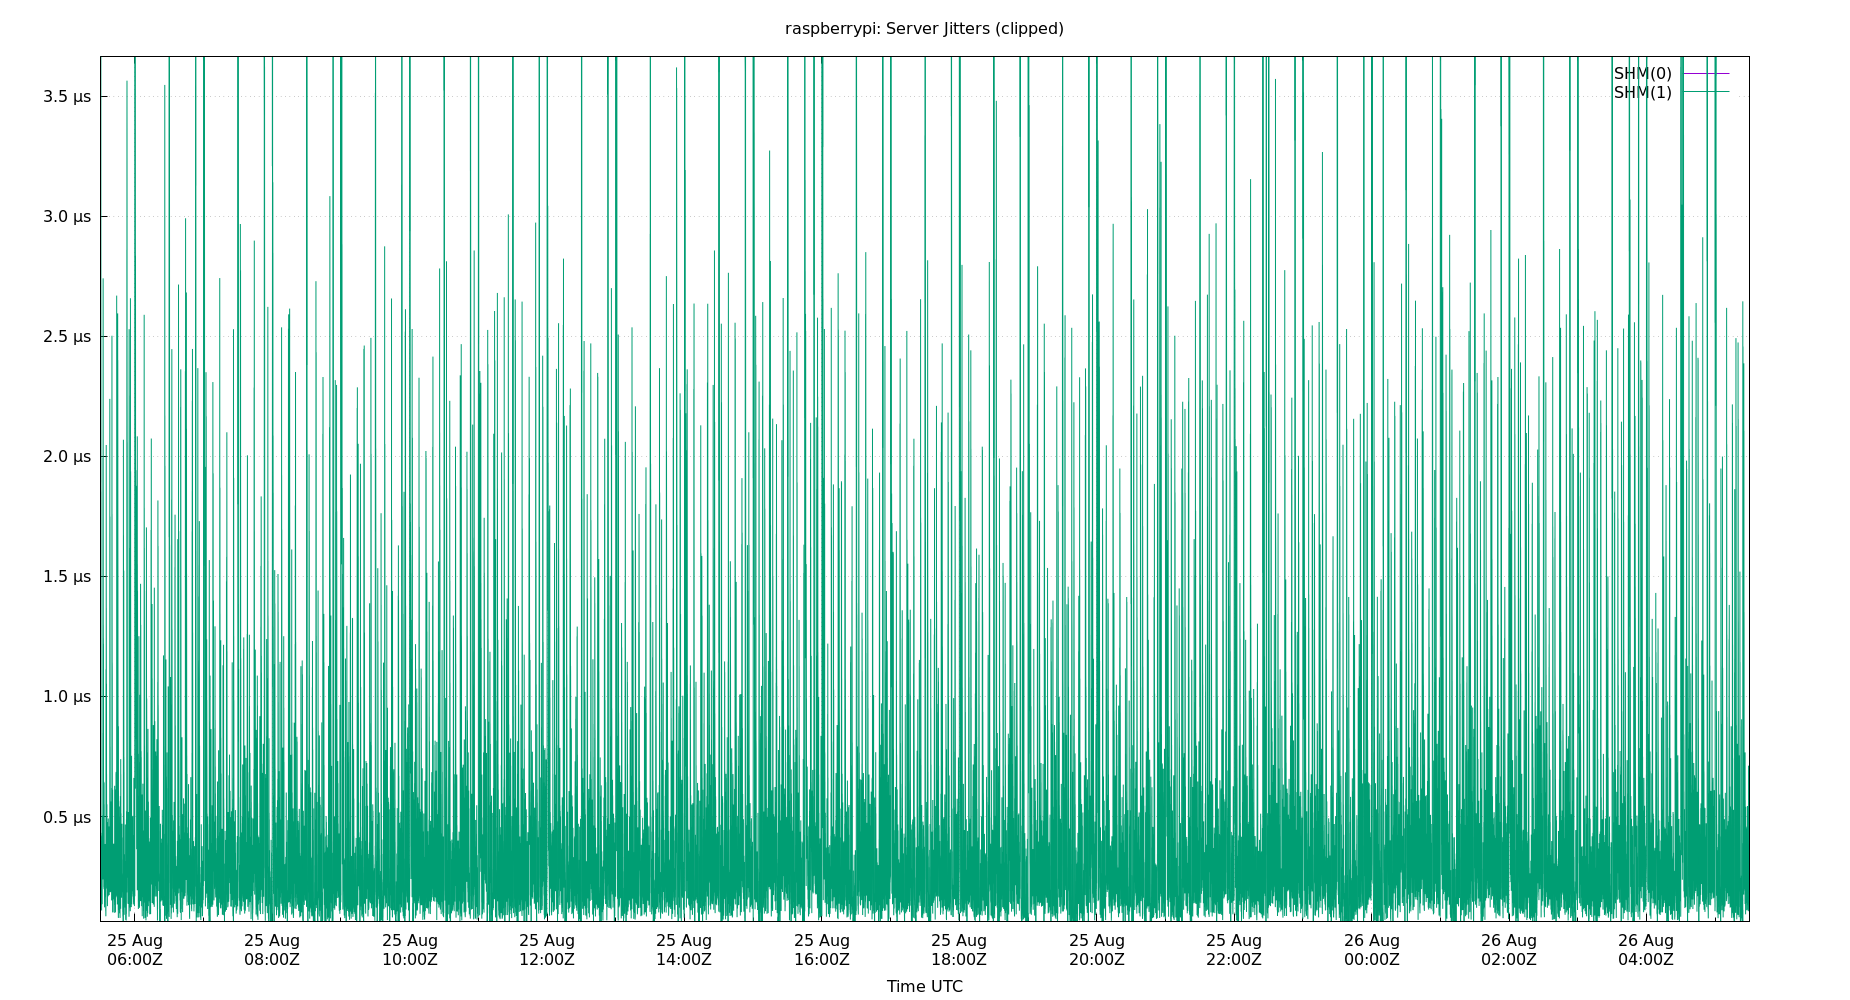 raspberrypi: Server Jitters (clipped)
SHM(0)
SHM(1)
3.5 µs
3.0 µs
2.5 µs
2.0 µs
1.5 µs
1.0 µs
0.5 µs
25 Aug 25 Aug 25 Aug 25 Aug 25 Aug 25 Aug 25 Aug 25 Aug 25 Aug 26 Aug 26 Aug 26 Aug
06:00Z 08:00Z 10:00Z 12:00Z 14:00Z 16:00Z 18:00Z 20:00Z 22:00Z 00:00Z 02:00Z 04:00Z
Time UTC